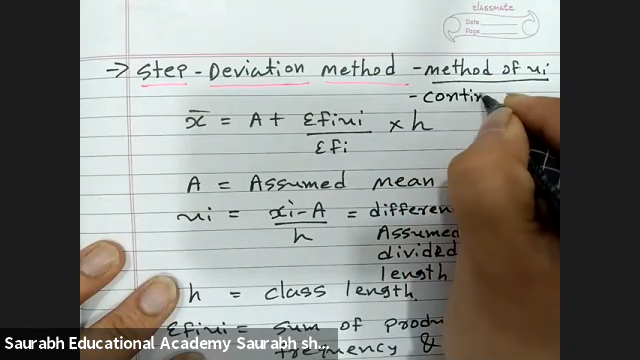 classmate
Date
Page
-> Step - Deviation method - method of ui
- contin
x̄ = A + Σfiui / Σfi × h
A = Assumed mean
ui = xi - A / h = differen
Assumed
divided
length
h = class length.
Σfiui = sum of produ
frequency &
Saurabh Educational Academy Saurabh sh...